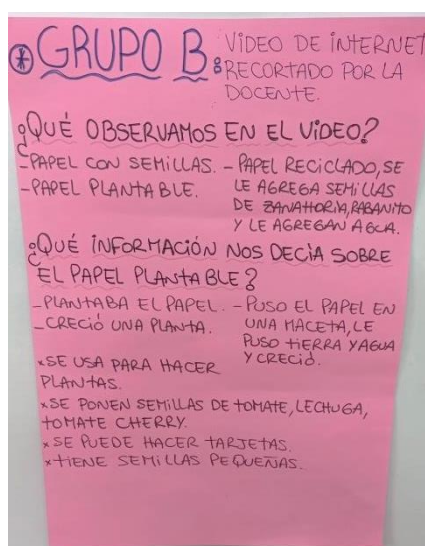 * GRUPO B: VIDEO DE INTERNET
RECORTADO POR LA
DOCENTE.
¿QUÉ OBSERVAMOS EN EL VIDEO?
-PAPEL CON SEMILLAS.
-PAPEL PLANTABLE.
-PAPEL RECICLADO, SE
LE AGREGA SEMILLAS
DE ZANAHORIA, RABANITO
Y LE AGREGAN AGUA.
¿QUÉ INFORMACIÓN NOS DECÍA SOBRE
EL PAPEL PLANTABLE?
-PLANTABA EL PAPEL.
-CRECIÓ UNA PLANTA.
-PUSO EL PAPEL EN
UNA MACETA, LE
PUSO TIERRA Y AGUA
Y CRECIÓ.
*SE USA PARA HACER
PLANTAS.
*SE PONEN SEMILLAS DE TOMATE, LECHUGA,
TOMATE CHERRY.
*SE PUEDE HACER TARJETAS.
*TIENE SEMILLAS PEQUEÑAS.